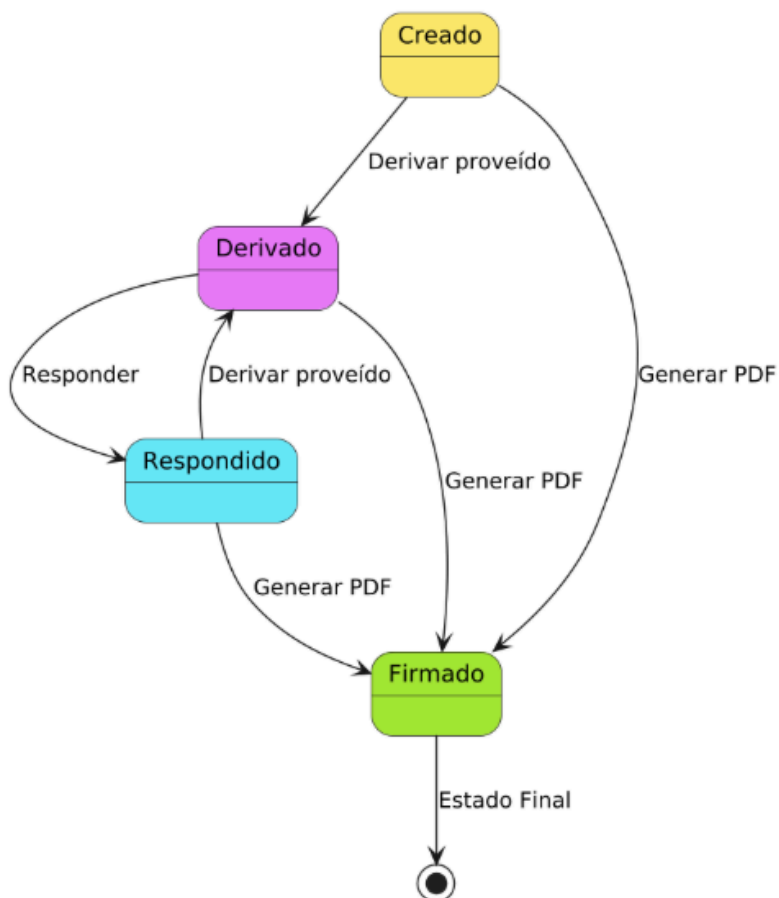 Creado
Derivar proveído
Derivado
Responder
Derivar proveído
Generar PDF
Respondido
Generar PDF
Generar PDF
Firmado
Estado Final